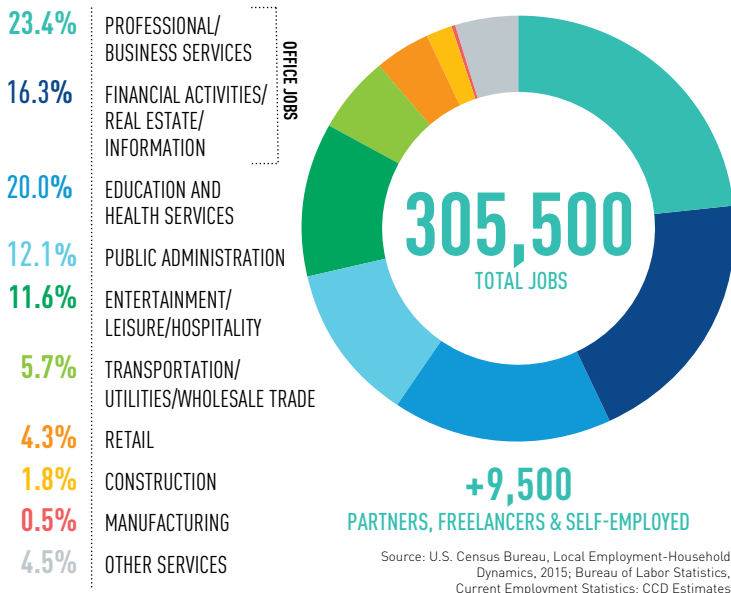 23.4% PROFESSIONAL/
BUSINESS SERVICES
16.3% FINANCIAL ACTIVITIES/
REAL ESTATE/
INFORMATION
OFFICE JOBS
20.0% EDUCATION AND
HEALTH SERVICES
12.1% PUBLIC ADMINISTRATION
11.6% ENTERTAINMENT/
LEISURE/HOSPITALITY
5.7% TRANSPORTATION/
UTILITIES/WHOLESALE TRADE
4.3% RETAIL
1.8% CONSTRUCTION
0.5% MANUFACTURING
4.5% OTHER SERVICES
305,500
TOTAL JOBS
+9,500
PARTNERS, FREELANCERS & SELF-EMPLOYED
Source: U.S. Census Bureau, Local Employment-Household
Dynamics, 2015; Bureau of Labor Statistics,
Current Employment Statistics; CCD Estimates